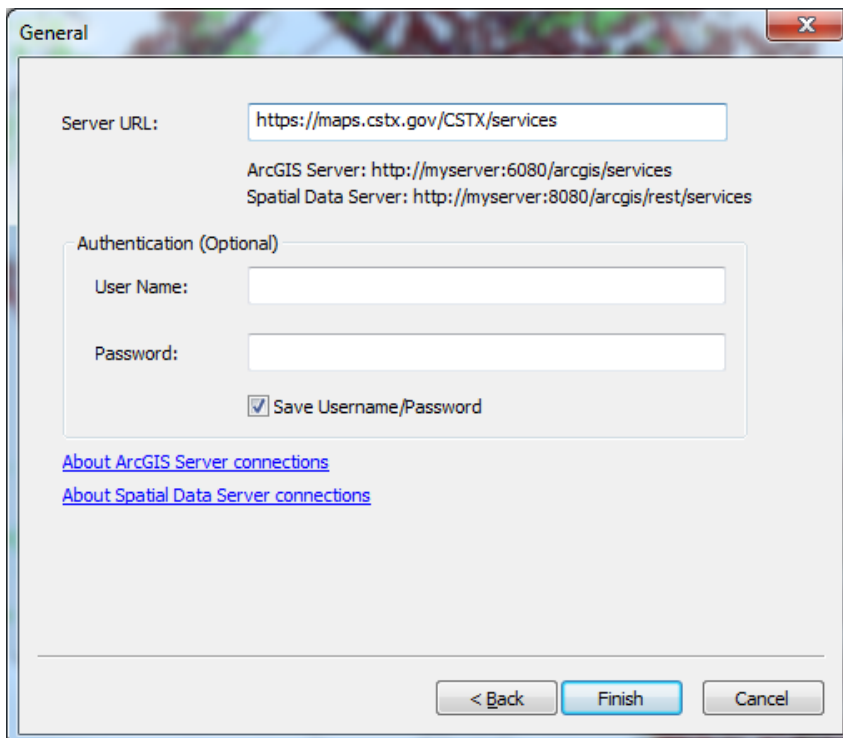 General
Server URL: https://maps.cstx.gov/CSTX/services
ArcGIS Server: http://myserver:6080/arcgis/services
Spatial Data Server: http://myserver:8080/arcgis/rest/services
Authentication (Optional)
User Name:
Password:
Save Username/Password
About ArcGIS Server connections
About Spatial Data Server connections
< Back Finish Cancel